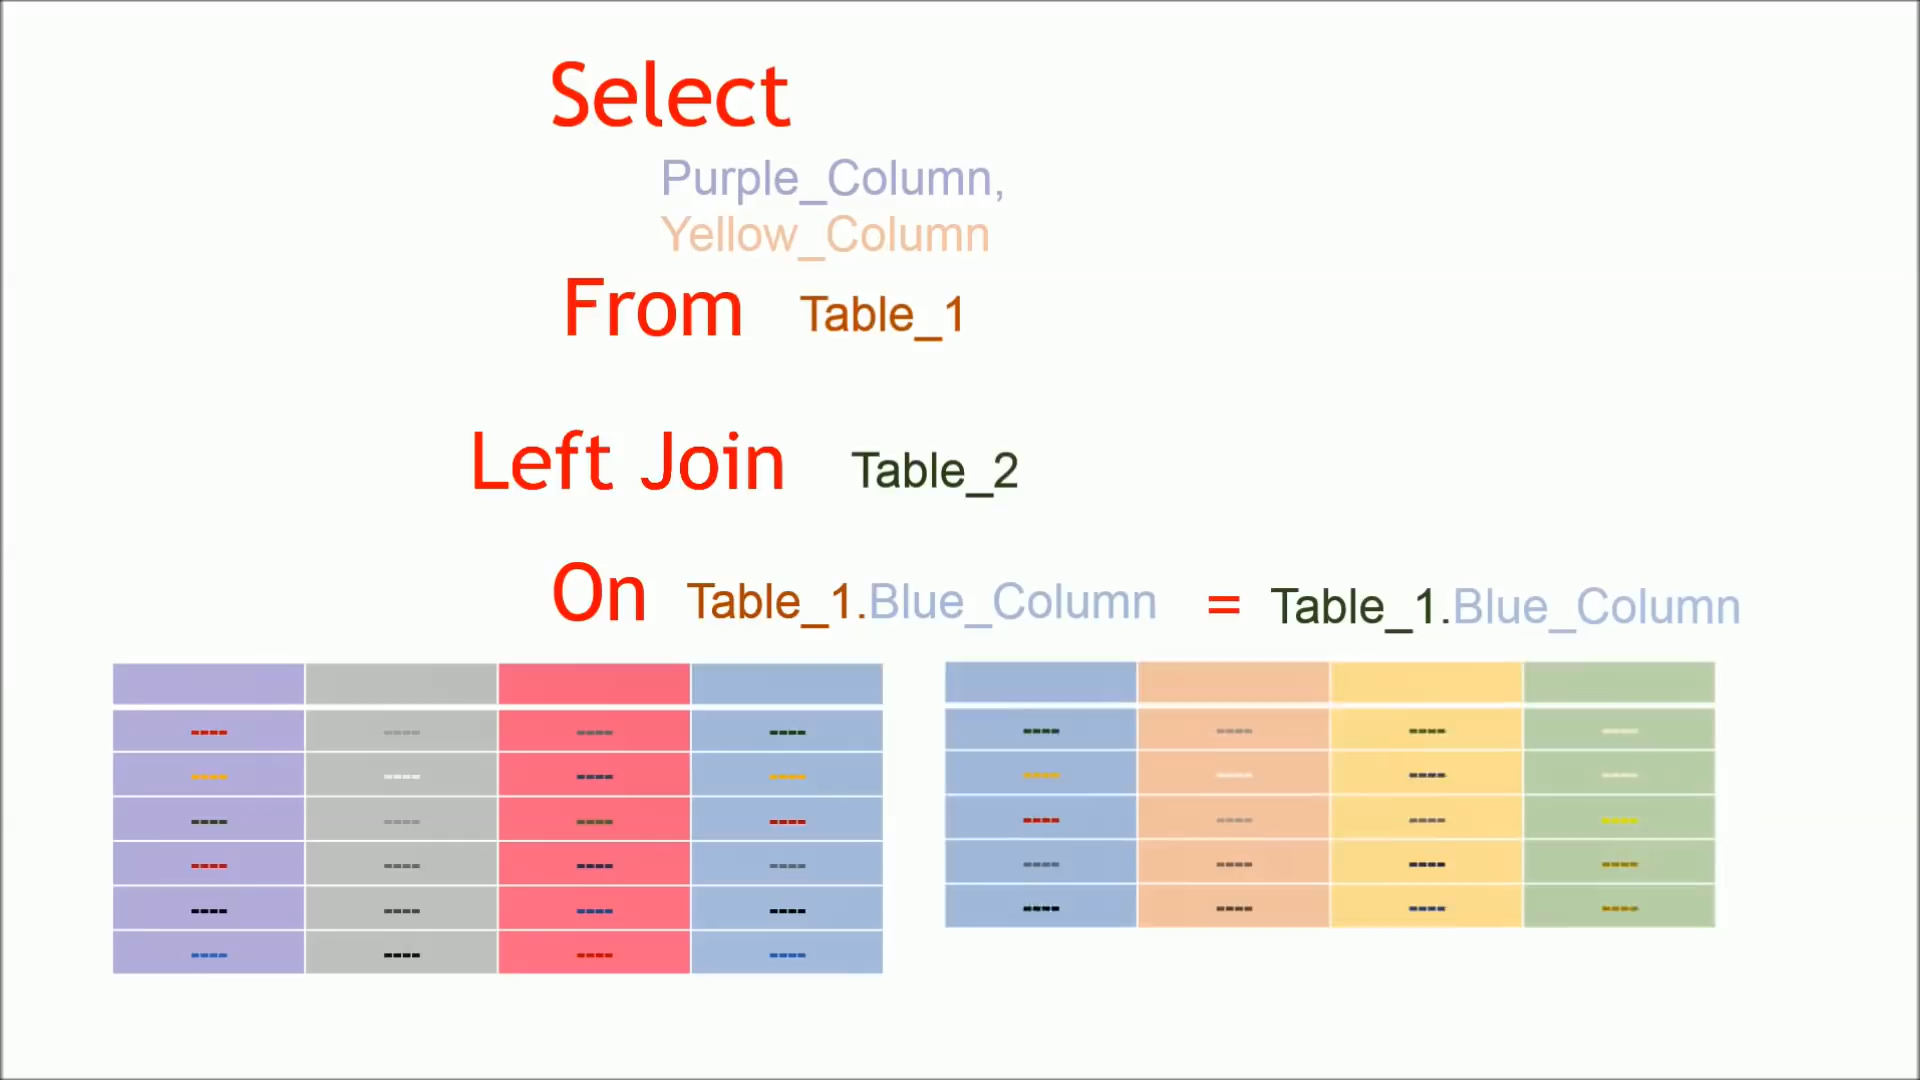 Select
Purple_Column,
Yellow_Column
From Table_1
Left Join Table_2
On Table_1.Blue_Column = Table_1.Blue_Column
---- ---- ---- ---- ---- ---- ---- ----
---- ---- ---- ---- ---- ---- ---- ----
---- ---- ---- ---- ---- ---- ---- ----
---- ---- ---- ---- ---- ---- ---- ----
---- ---- ---- ---- ---- ---- ---- ----
---- ---- ---- ----